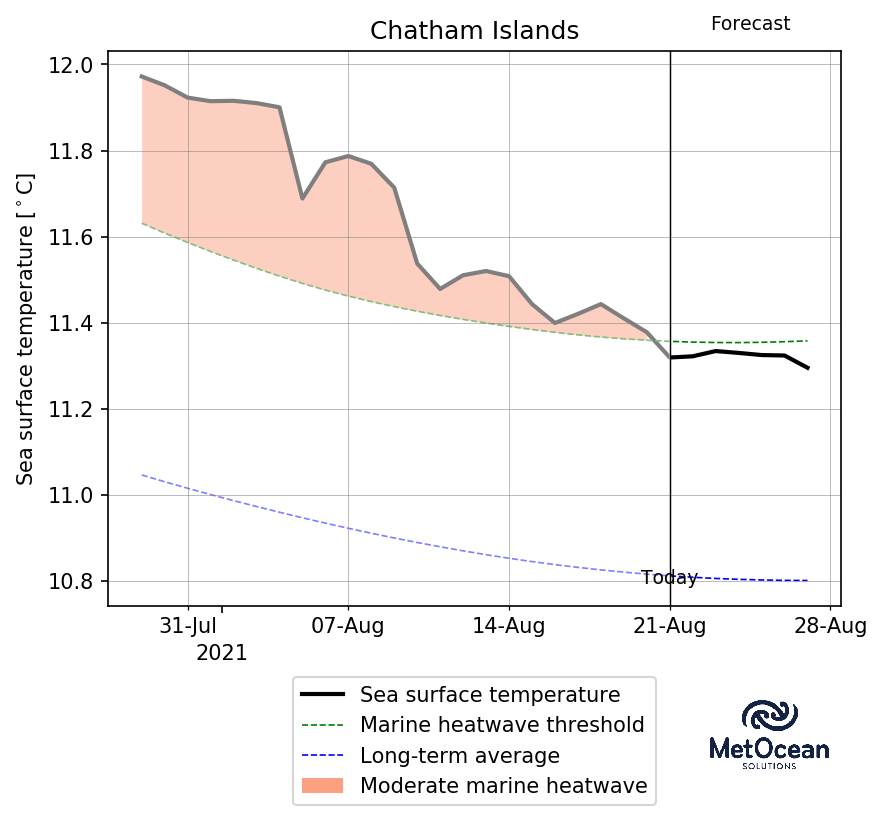 Forecast
Chatham Islands
Sea surface temperature [°C]
12.0
11.8
11.6
11.4
11.2
11.0
10.8
Today
31-Jul
07-Aug
14-Aug
21-Aug
28-Aug
2021
Sea surface temperature
Marine heatwave threshold
Long-term average
Moderate marine heatwave
MetOcean
SOLUTIONS